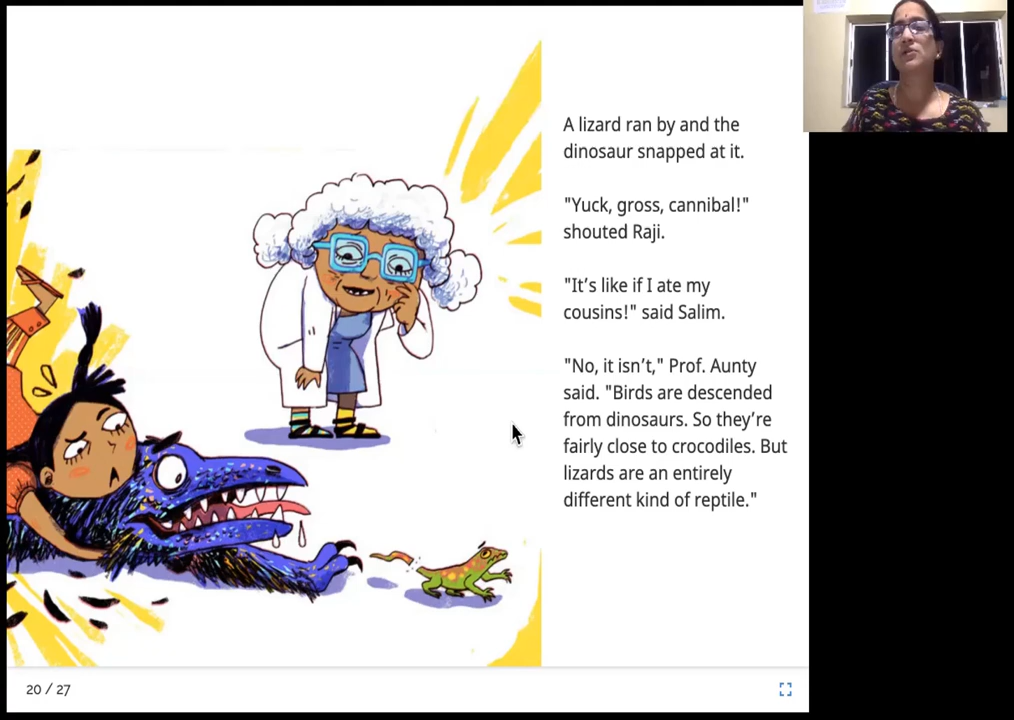 A lizard ran by and the
dinosaur snapped at it.
"Yuck, gross, cannibal!"
shouted Raji.
"It's like if I ate my
cousins!" said Salim.
"No, it isn't," Prof. Aunty
said. "Birds are descended
from dinosaurs. So they're
fairly close to crocodiles. But
lizards are an entirely
different kind of reptile."
20 / 27